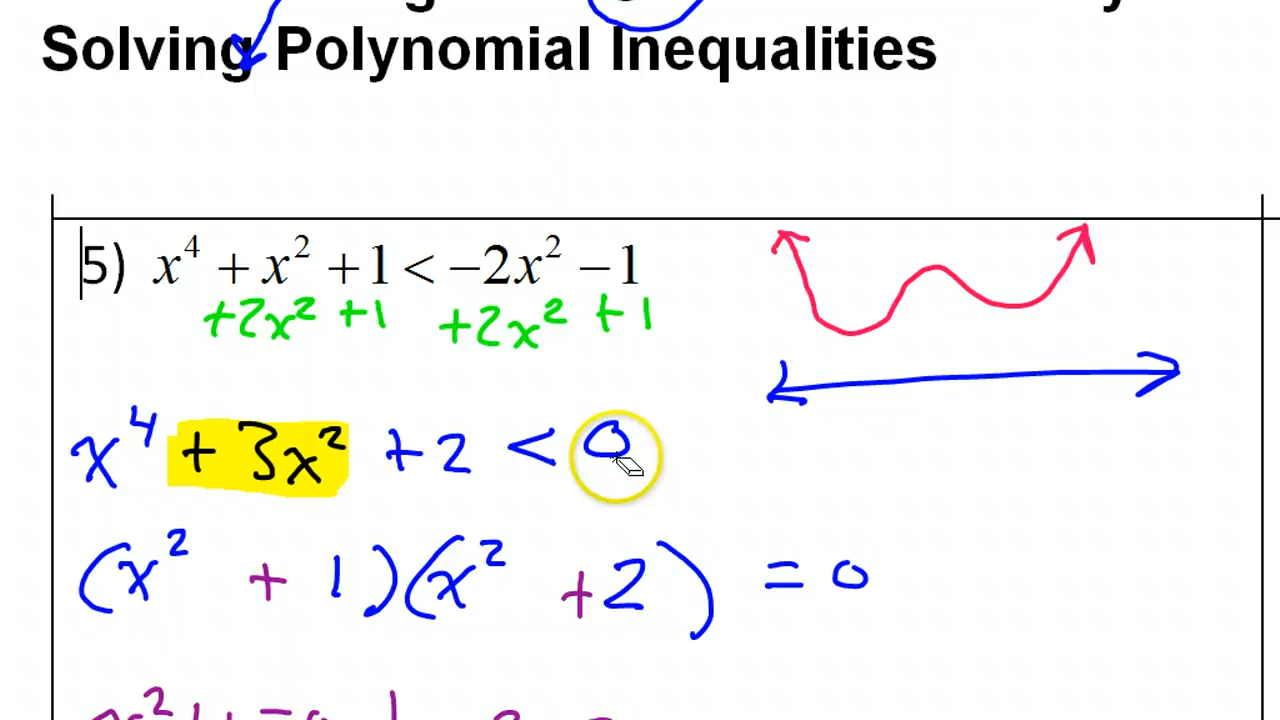 Solving Polynomial Inequalities
5) x⁴ + x² + 1 < −2x² − 1
+2x² +1 +2x² +1
x⁴ + 3x² + 2 < 0
(x² + 1)(x² + 2) = 0